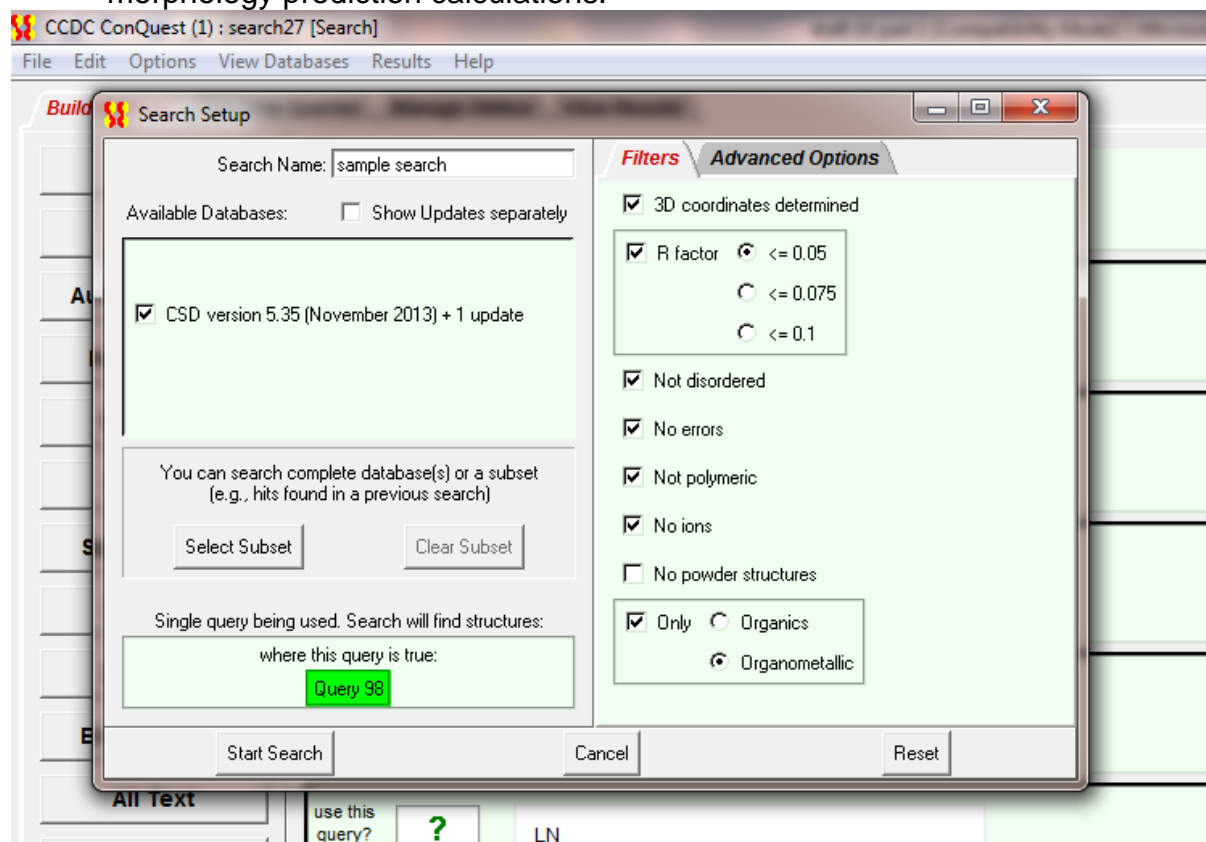 morphology prediction calculations.
CCDC ConQuest (1) : search27 [Search]
File Edit Options View Databases Results Help
Build
Search Setup
Search Name: sample search
Available Databases: Show Updates separately
CSD version 5.35 (November 2013) + 1 update
You can search complete database(s) or a subset
(e.g., hits found in a previous search)
Select Subset Clear Subset
Single query being used. Search will find structures:
where this query is true:
Query 98
Filters Advanced Options
3D coordinates determined
R factor <= 0.05
<= 0.075
<= 0.1
Not disordered
No errors
Not polymeric
No ions
No powder structures
Only Organics
Organometallic
Start Search Cancel Reset
All Text
use this
query?
?
LN